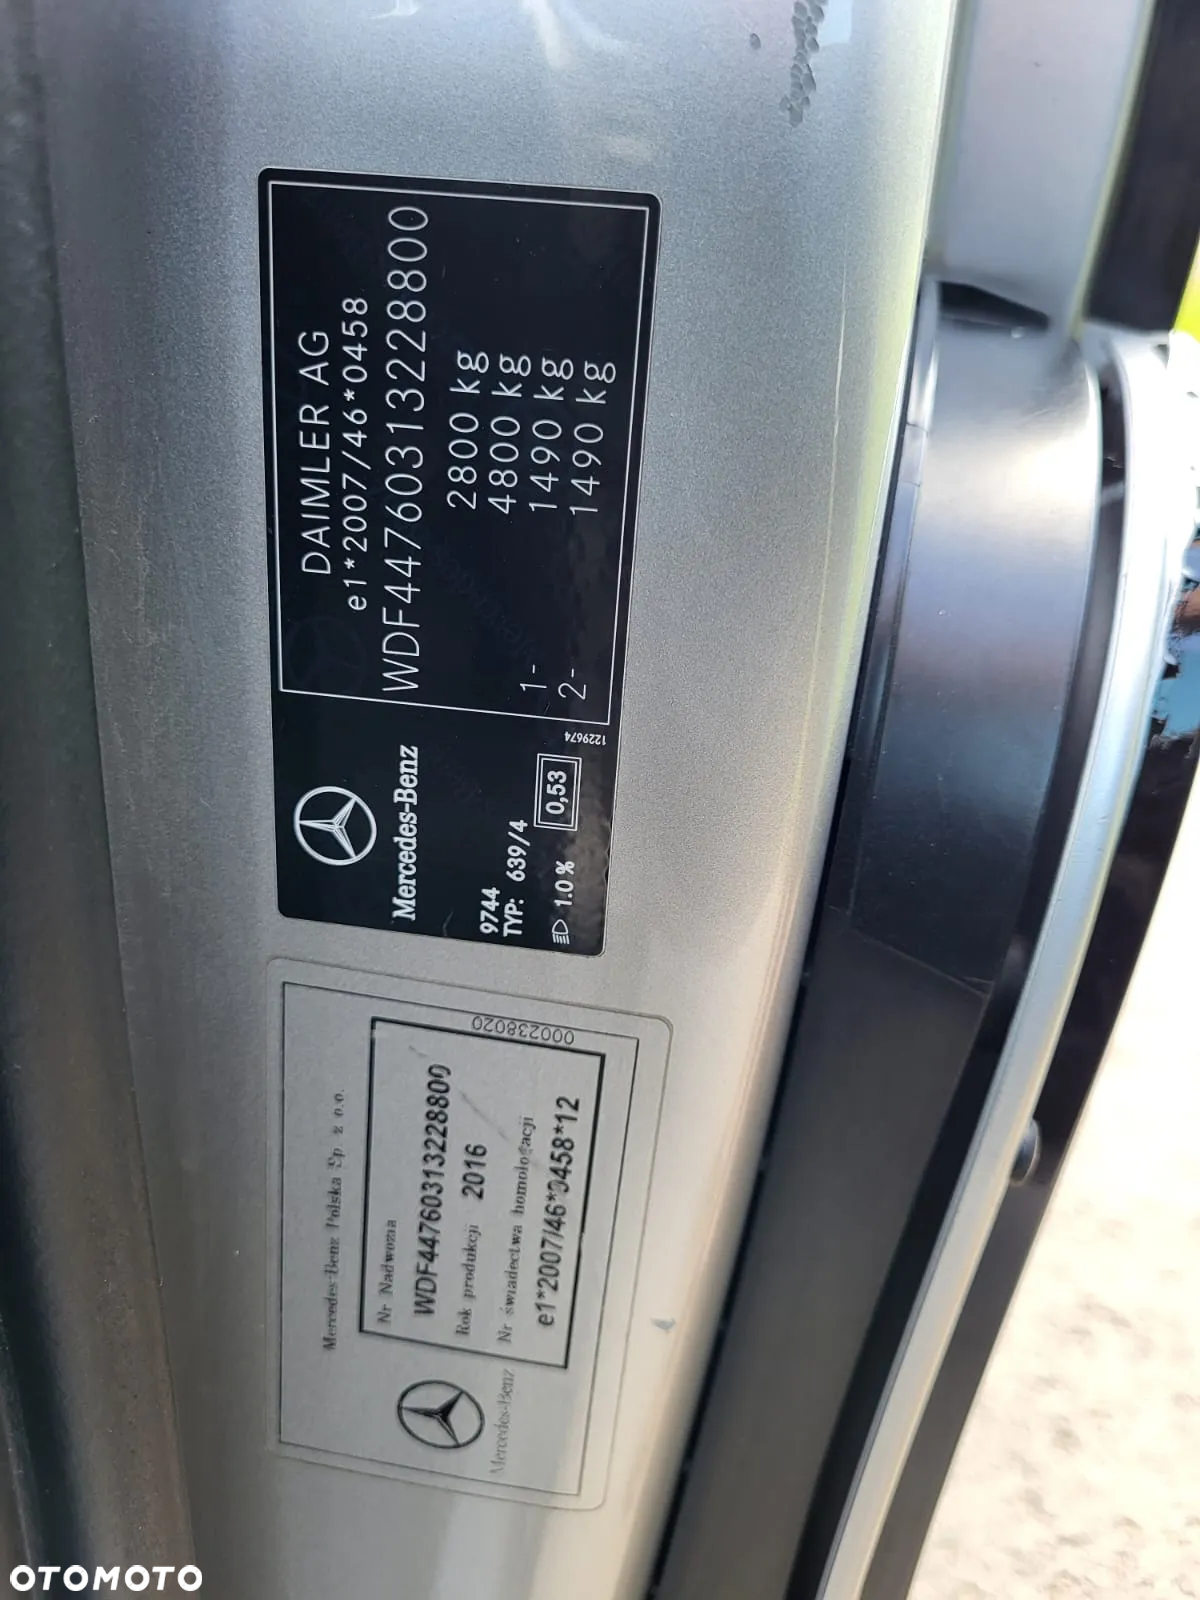 DAIMLER AG
e1*2007/46*0458
WDF44760313228800
2800 kg
4800 kg
1- 1490 kg
2- 1490 kg
1229674
Mercedes-Benz
9744
TYP: 639/4
1.0% 0,53
Mercedes-Benz Polska Sp. z o.o.
Nr Nadwozia
WDF44760313228800
Rok produkcji 2016
Nr świadectwa homologacji
e1*2007/46*0458*12
000238020
Mercedes-Benz
OTOMOTO